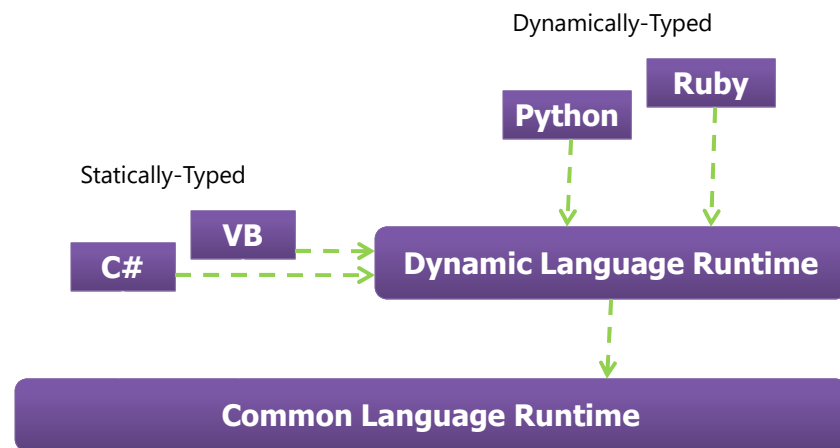 Dynamically-Typed
Ruby
Python
Statically-Typed
VB
C#
Dynamic Language Runtime
Common Language Runtime